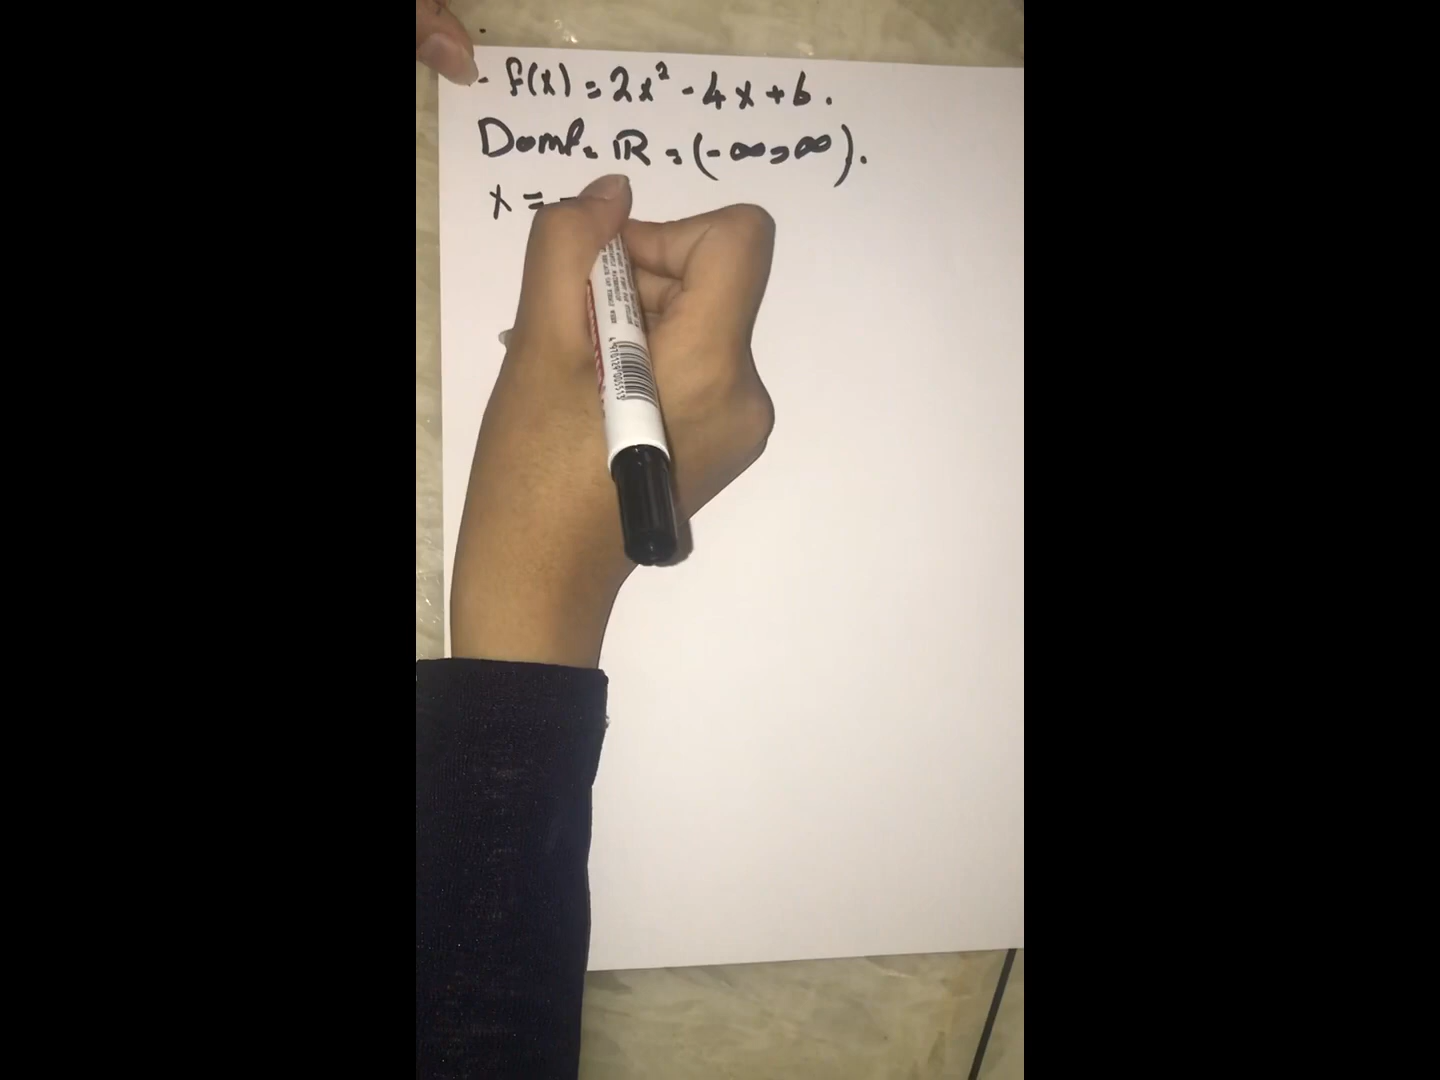 - f(x) = 2x² - 4x + 6.
Domf = ℝ = (-∞, ∞).
x = -